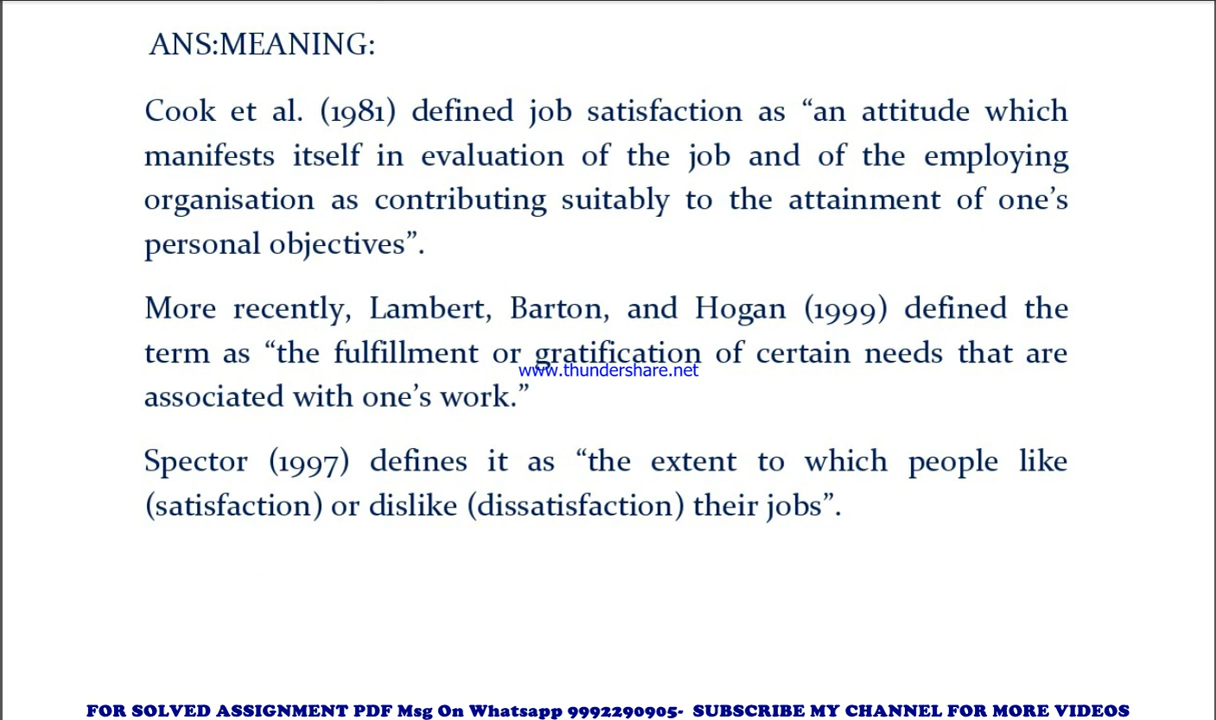 ANS:MEANING:
Cook et al. (1981) defined job satisfaction as “an attitude which
manifests itself in evaluation of the job and of the employing
organisation as contributing suitably to the attainment of one’s
personal objectives”.
More recently, Lambert, Barton, and Hogan (1999) defined the
term as “the fulfillment or gratification of certain needs that are
www.thundershare.net
associated with one’s work.”
Spector (1997) defines it as “the extent to which people like
(satisfaction) or dislike (dissatisfaction) their jobs”.
FOR SOLVED ASSIGNMENT PDF Msg On Whatsapp 9992290905- SUBSCRIBE MY CHANNEL FOR MORE VIDEOS